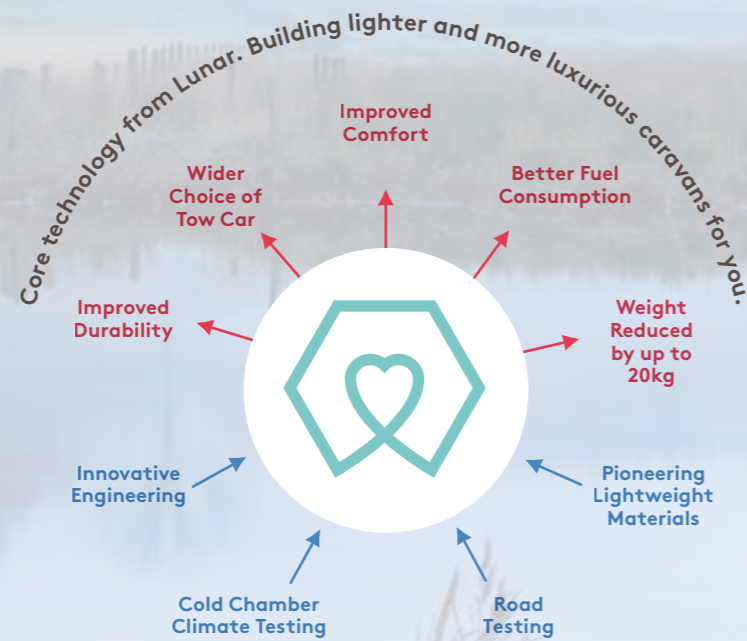 Core technology from Lunar. Building lighter and more luxurious caravans for you.
Improved
Comfort
Wider
Choice of
Tow Car
Better Fuel
Consumption
Improved
Durability
Weight
Reduced
by up to
20kg
Innovative
Engineering
Pioneering
Lightweight
Materials
Cold Chamber
Climate Testing
Road
Testing